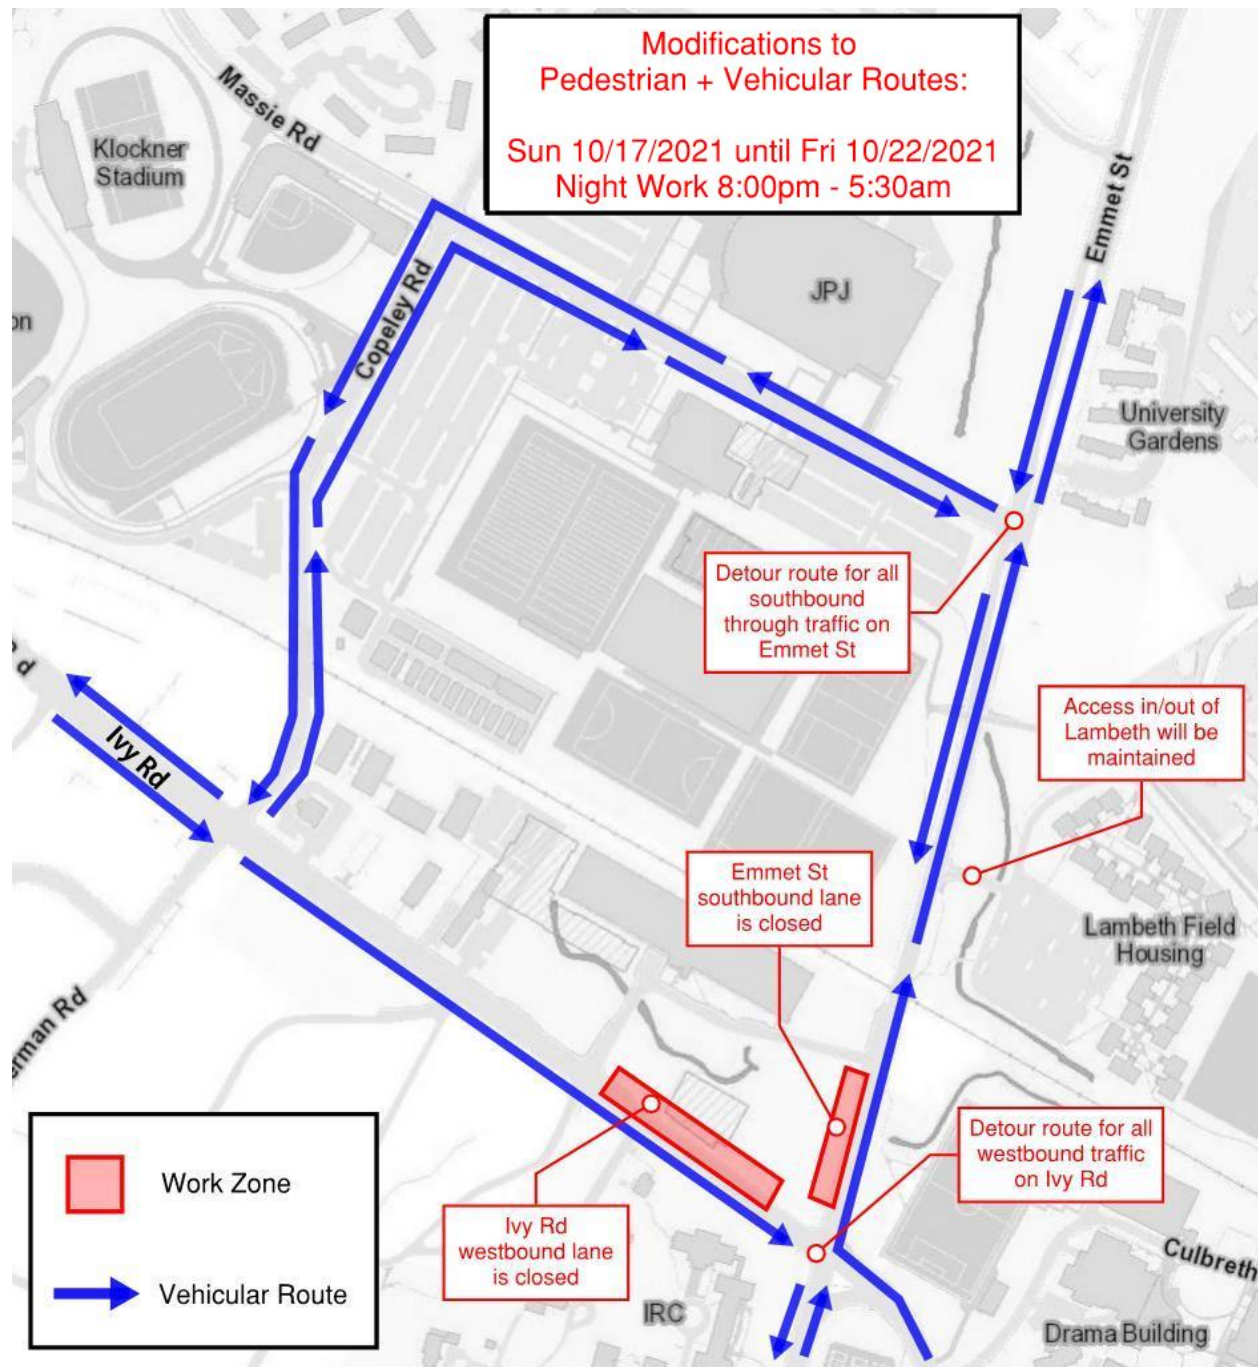 Modifications to
Pedestrian + Vehicular Routes:
Sun 10/17/2021 until Fri 10/22/2021
Night Work 8:00pm - 5:30am
Massie Rd
Klockner
Stadium
Emmet St
JPJ
Copeley Rd
on
University
Gardens
Detour route for all
southbound
through traffic on
Emmet St
Access in/out of
Lambeth will be
maintained
Ivy Rd
Emmet St
southbound lane
is closed
Lambeth Field
Housing
erman Rd
Work Zone
Vehicular Route
Ivy Rd
westbound lane
is closed
Detour route for all
westbound traffic
on Ivy Rd
Culbreth
IRC
Drama Building